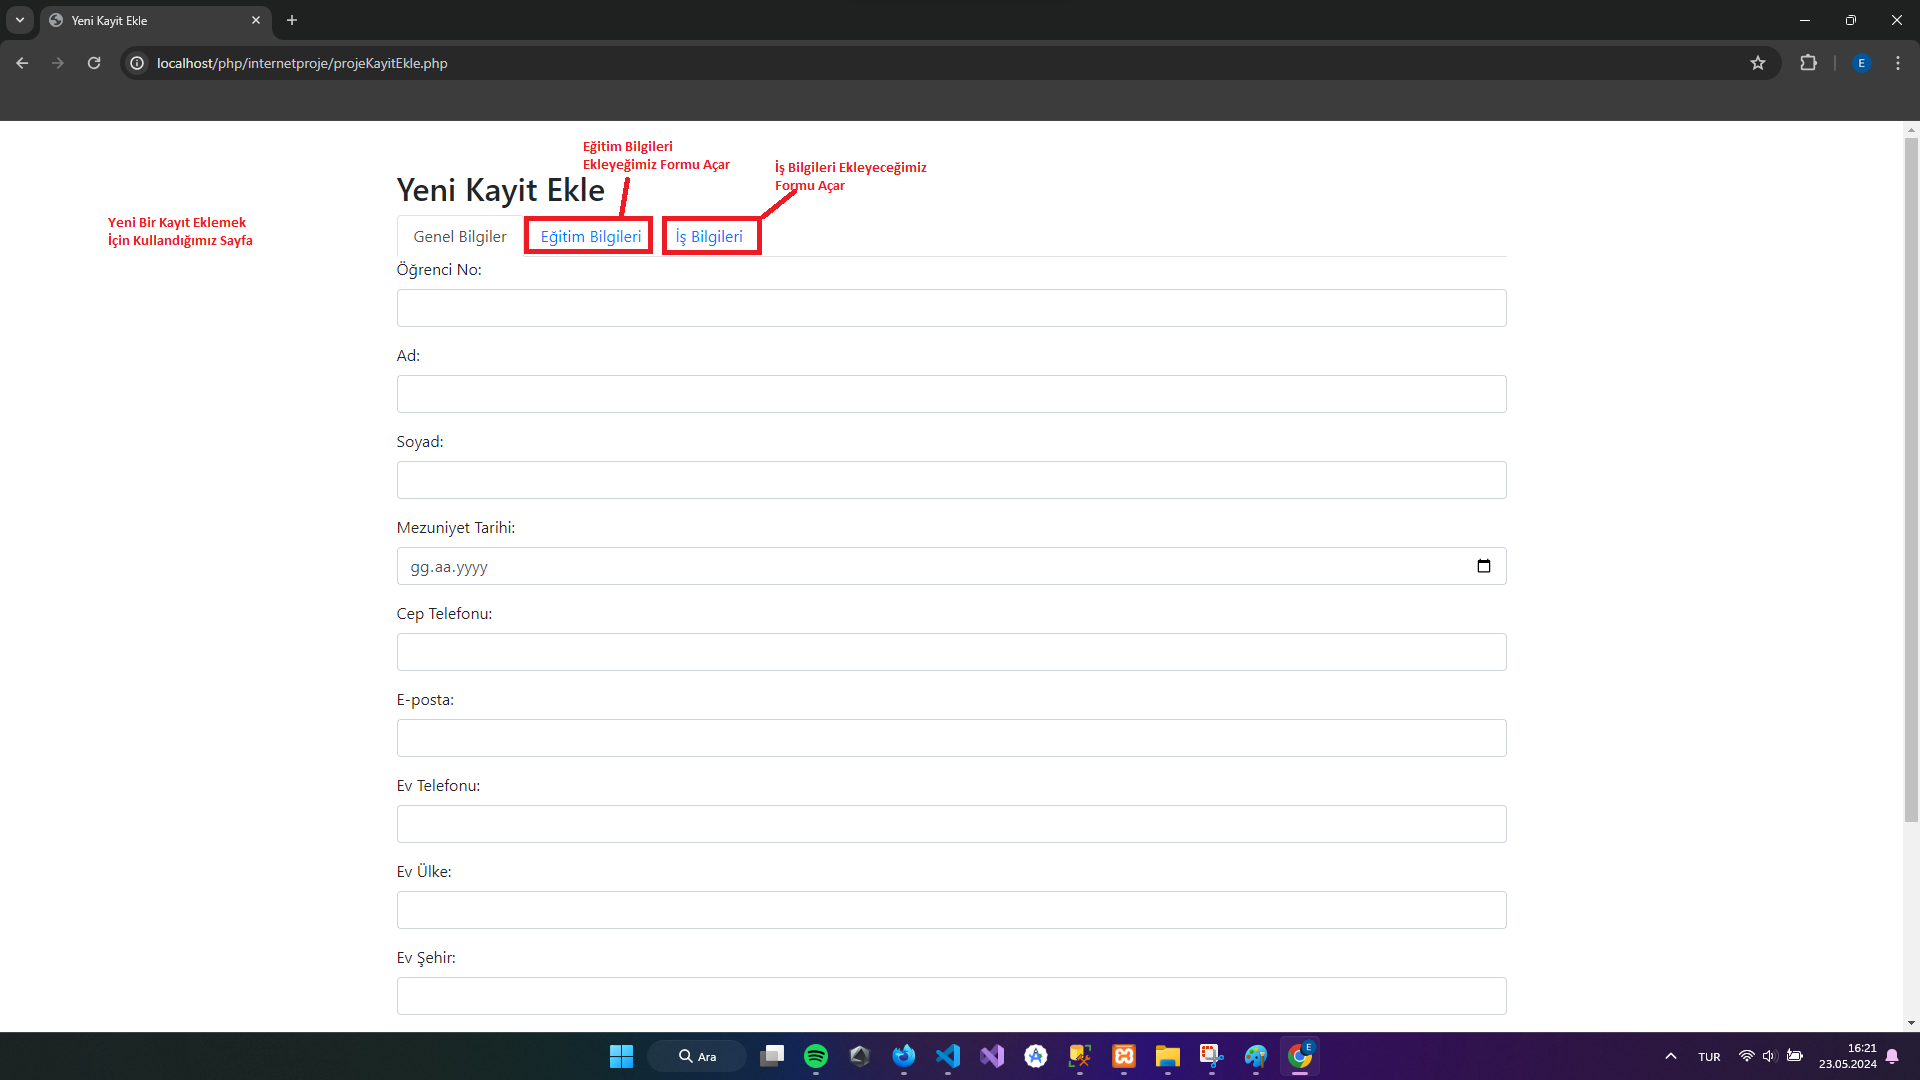 Yeni Kayit Ekle
localhost/php/internetproje/projeKayitEkle.php
E
Eğitim Bilgileri
Ekleyeğimiz Formu Açar
İş Bilgileri Ekleyeceğimiz
Formu Açar
Yeni Kayit Ekle
Yeni Bir Kayıt Eklemek
İçin Kullandığımız Sayfa
Genel Bilgiler
Eğitim Bilgileri
İş Bilgileri
Öğrenci No:
Ad:
Soyad:
Mezuniyet Tarihi:
gg.aa.yyyy
Cep Telefonu:
E-posta:
Ev Telefonu:
Ev Ülke:
Ev Şehir:
Ara
E
TUR
16:21
23.05.2024